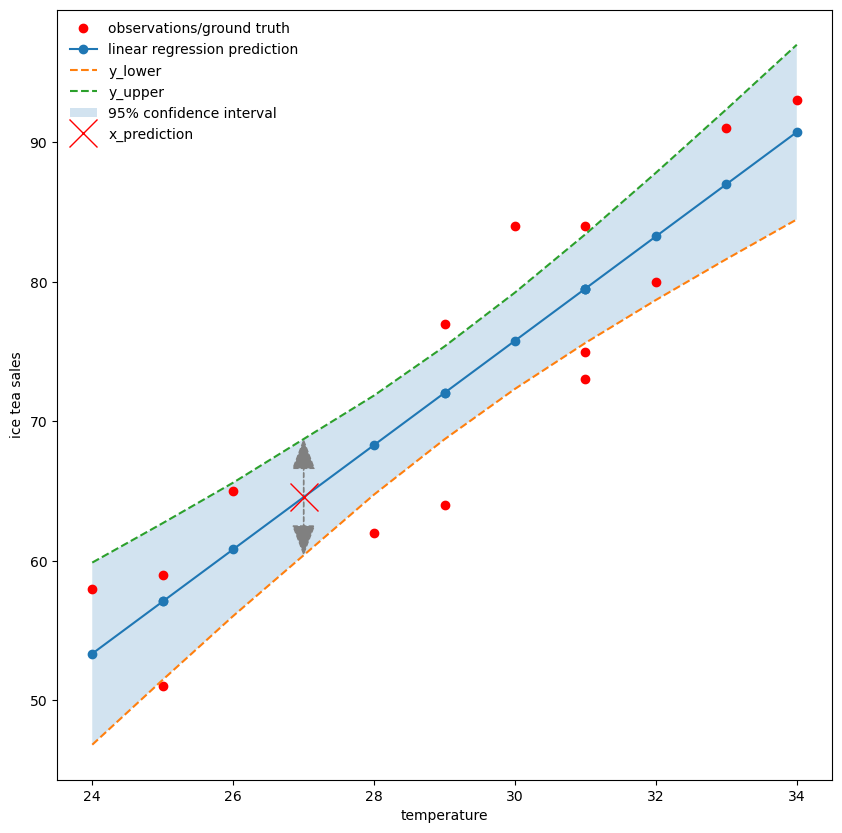 observations/ground truth
linear regression prediction
y_lower
y_upper
95% confidence interval
x_prediction
90
80
70
60
50
ice tea sales
24 26 28 30 32 34
temperature